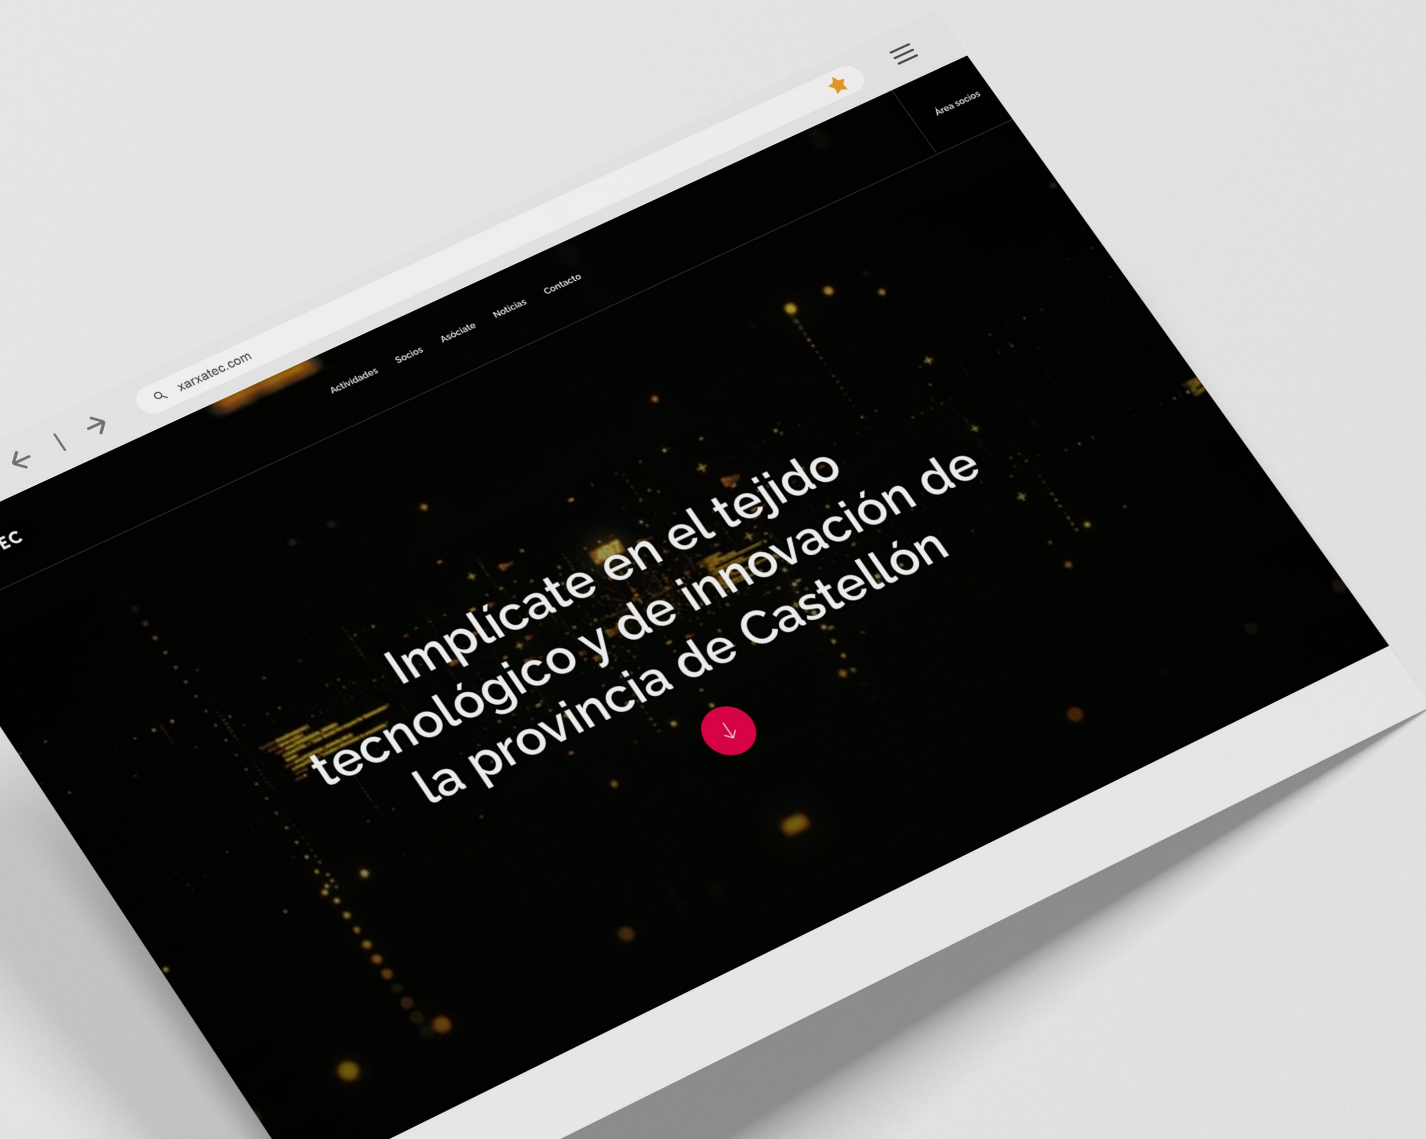 xarxatec.com
EC
Actividades
Socios
Asóciate
Noticias
Contacto
Área socios
Implícate en el tejido
tecnológico y de innovación de
la provincia de Castellón